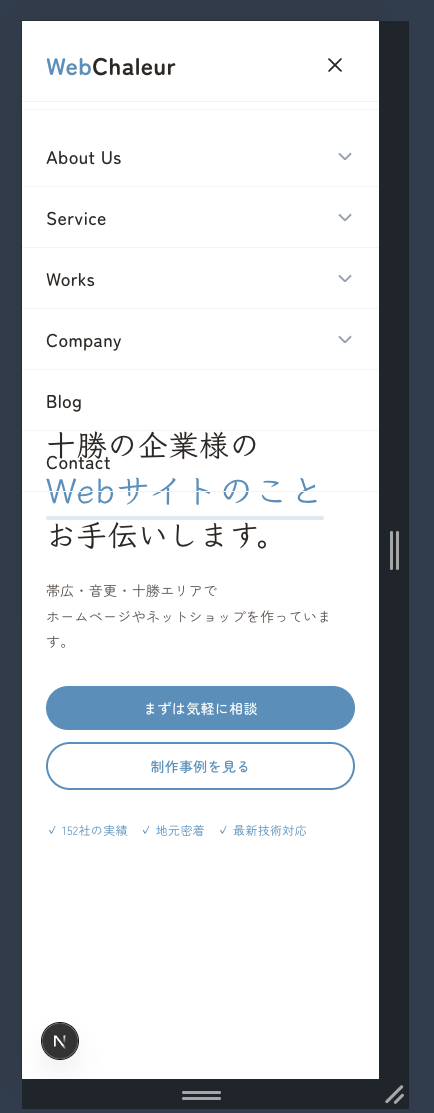 WebChaleur
About Us
Service
Works
Company
Blog
十勝の企業様の
Contact
Webサイトのこと
お手伝いします。
帯広・音更・十勝エリアで
ホームページやネットショップを作っていま
す。
まずは気軽に相談
制作事例を見る
✓ 152社の実績 ✓ 地元密着 ✓ 最新技術対応
N